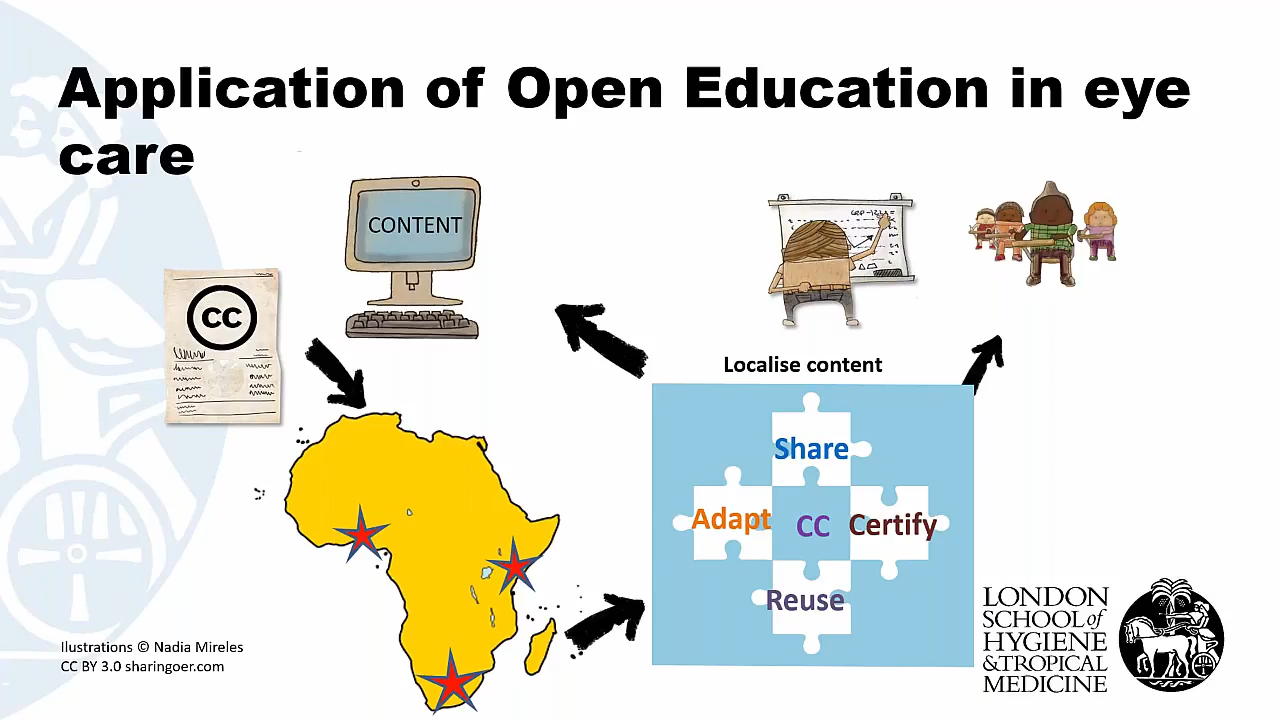 Application of Open Education in eye
care
CONTENT
cc
Localise content
Share
Adapt
CC
Certify
Reuse
Ilustrations © Nadia Mireles
CC BY 3.0 sharingoer.com
LONDON
SCHOOL of
HYGIENE
& TROPICAL
MEDICINE